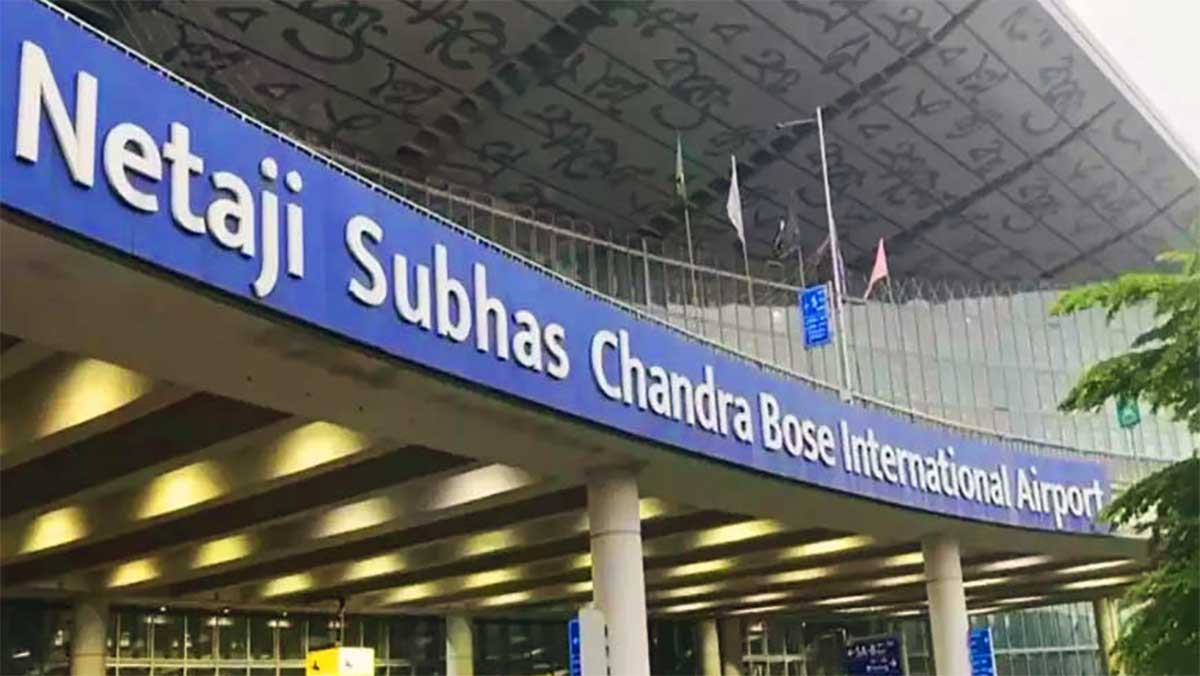 Netaji Subhas Chandra Bose International Airport